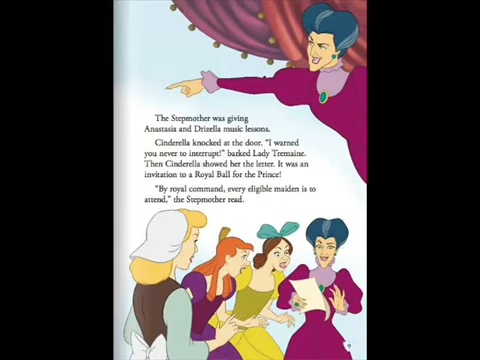 The Stepmother was giving
Anastasia and Drizella music lessons.
Cinderella knocked at the door. “I warned
you never to interrupt!” barked Lady Tremaine.
Then Cinderella showed her the letter. It was an
invitation to a Royal Ball for the Prince!
“By royal command, every eligible maiden is to
attend,” the Stepmother read.
9